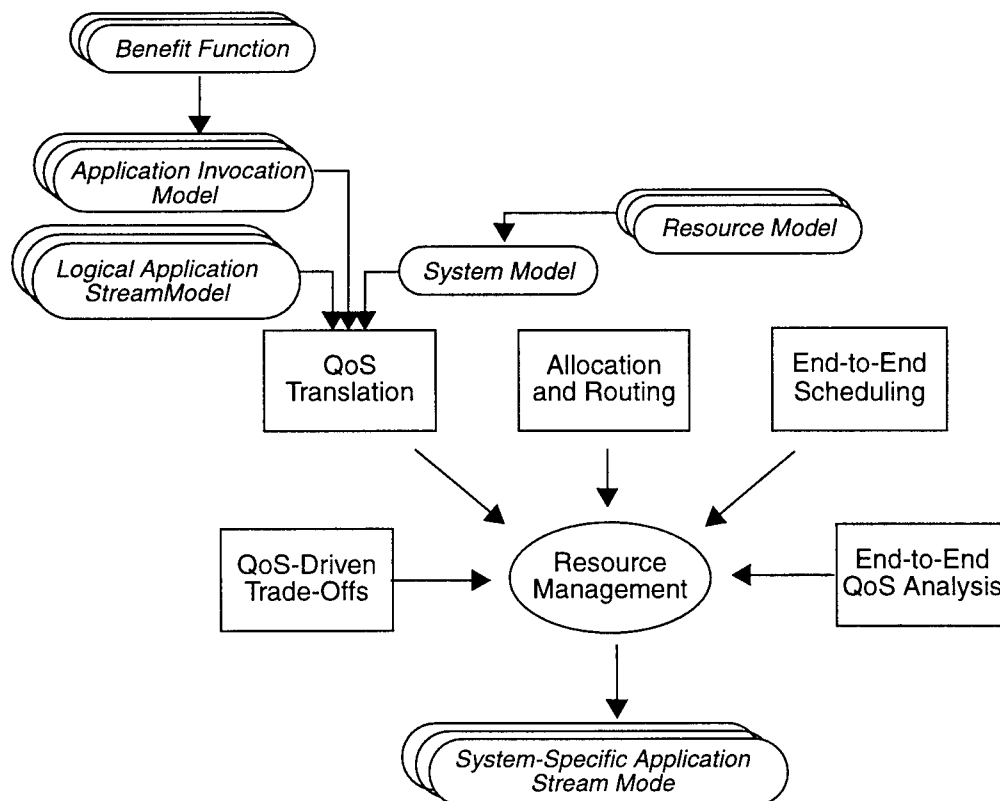 Benefit Function
Application Invocation
Model
Resource Model
Logical Application
StreamModel
System Model
QoS
Translation
Allocation
and Routing
End-to-End
Scheduling
QoS-Driven
Trade-Offs
Resource
Management
End-to-End
QoS Analysis
System-Specific Application
Stream Mode